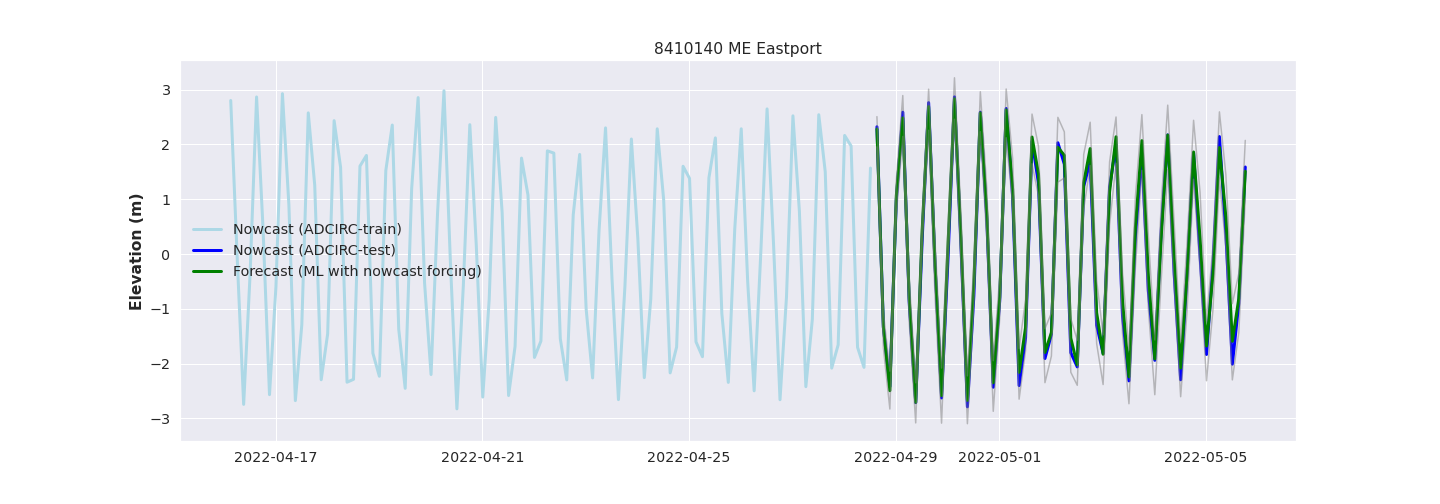 8410140 ME Eastport
Elevation (m)
3
2
1
0
−1
−2
−3
Nowcast (ADCIRC-train)
Nowcast (ADCIRC-test)
Forecast (ML with nowcast forcing)
2022-04-17
2022-04-21
2022-04-25
2022-04-29
2022-05-01
2022-05-05